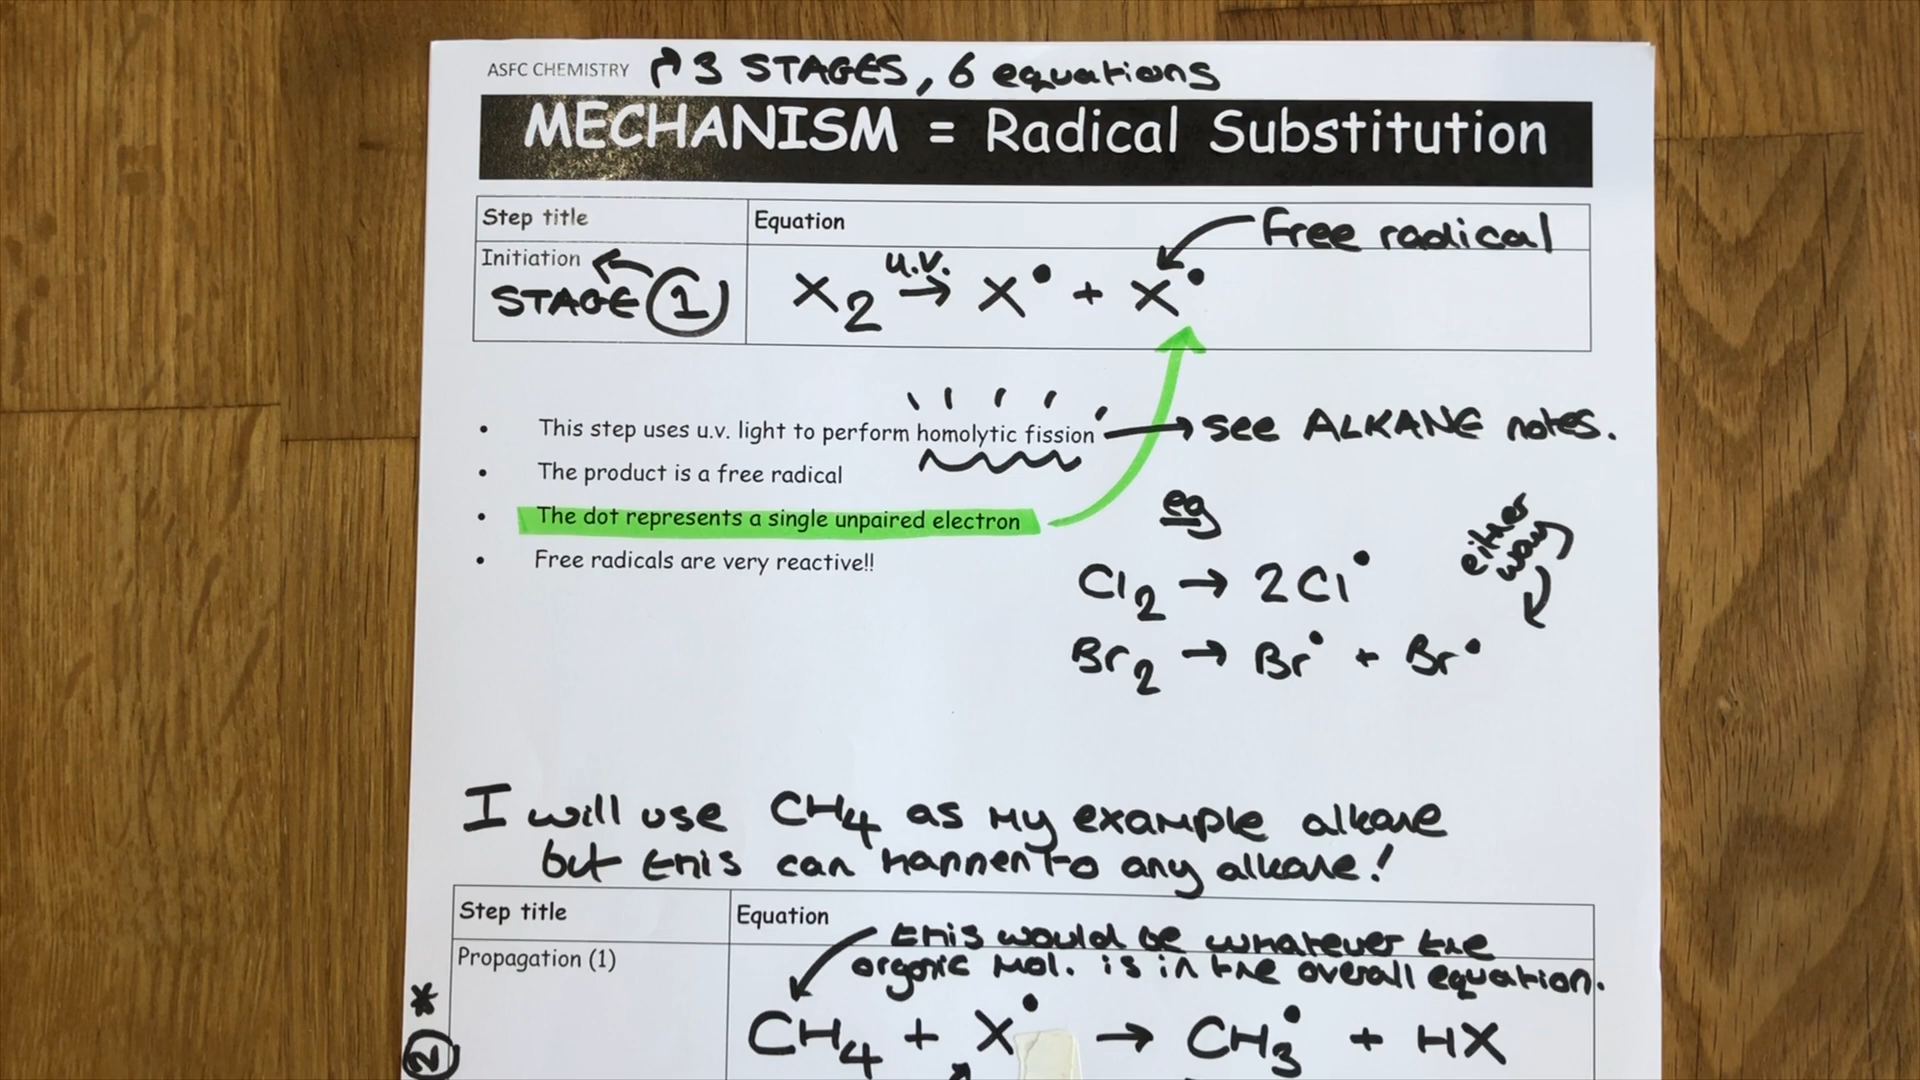 ASFC CHEMISTRY 3 STAGES, 6 equations
MECHANISM = Radical Substitution
Step title Equation
Free radical
Initiation
STAGE 1
u.v.
X₂ → X• + X•
• This step uses u.v. light to perform homolytic fission → see ALKANE notes.
• The product is a free radical
• The dot represents a single unpaired electron
• Free radicals are very reactive!!
eg
either way
Cl₂ → 2Cl•
Br₂ → Br• + Br•
I will use CH₄ as my example alkane
but this can happen to any alkane!
Step title Equation
this would be whatever the
Propagation (1)
organic mol. is in the overall equation.
* 2
CH₄ + X• → CH₃• + HX